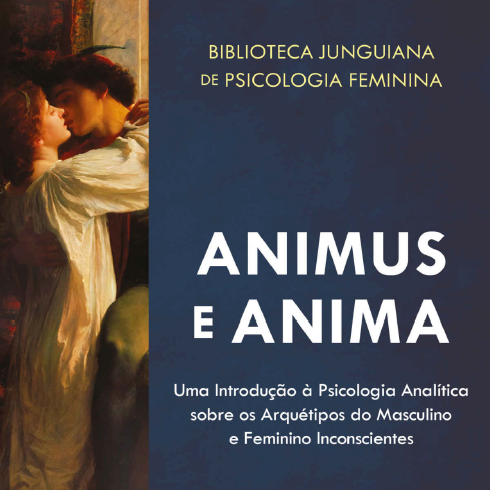 BIBLIOTECA JUNGUIANA
DE PSICOLOGIA FEMININA
ANIMUS
E ANIMA
Uma Introdução à Psicologia Analítica
sobre os Arquétipos do Masculino
e Feminino Inconscientes